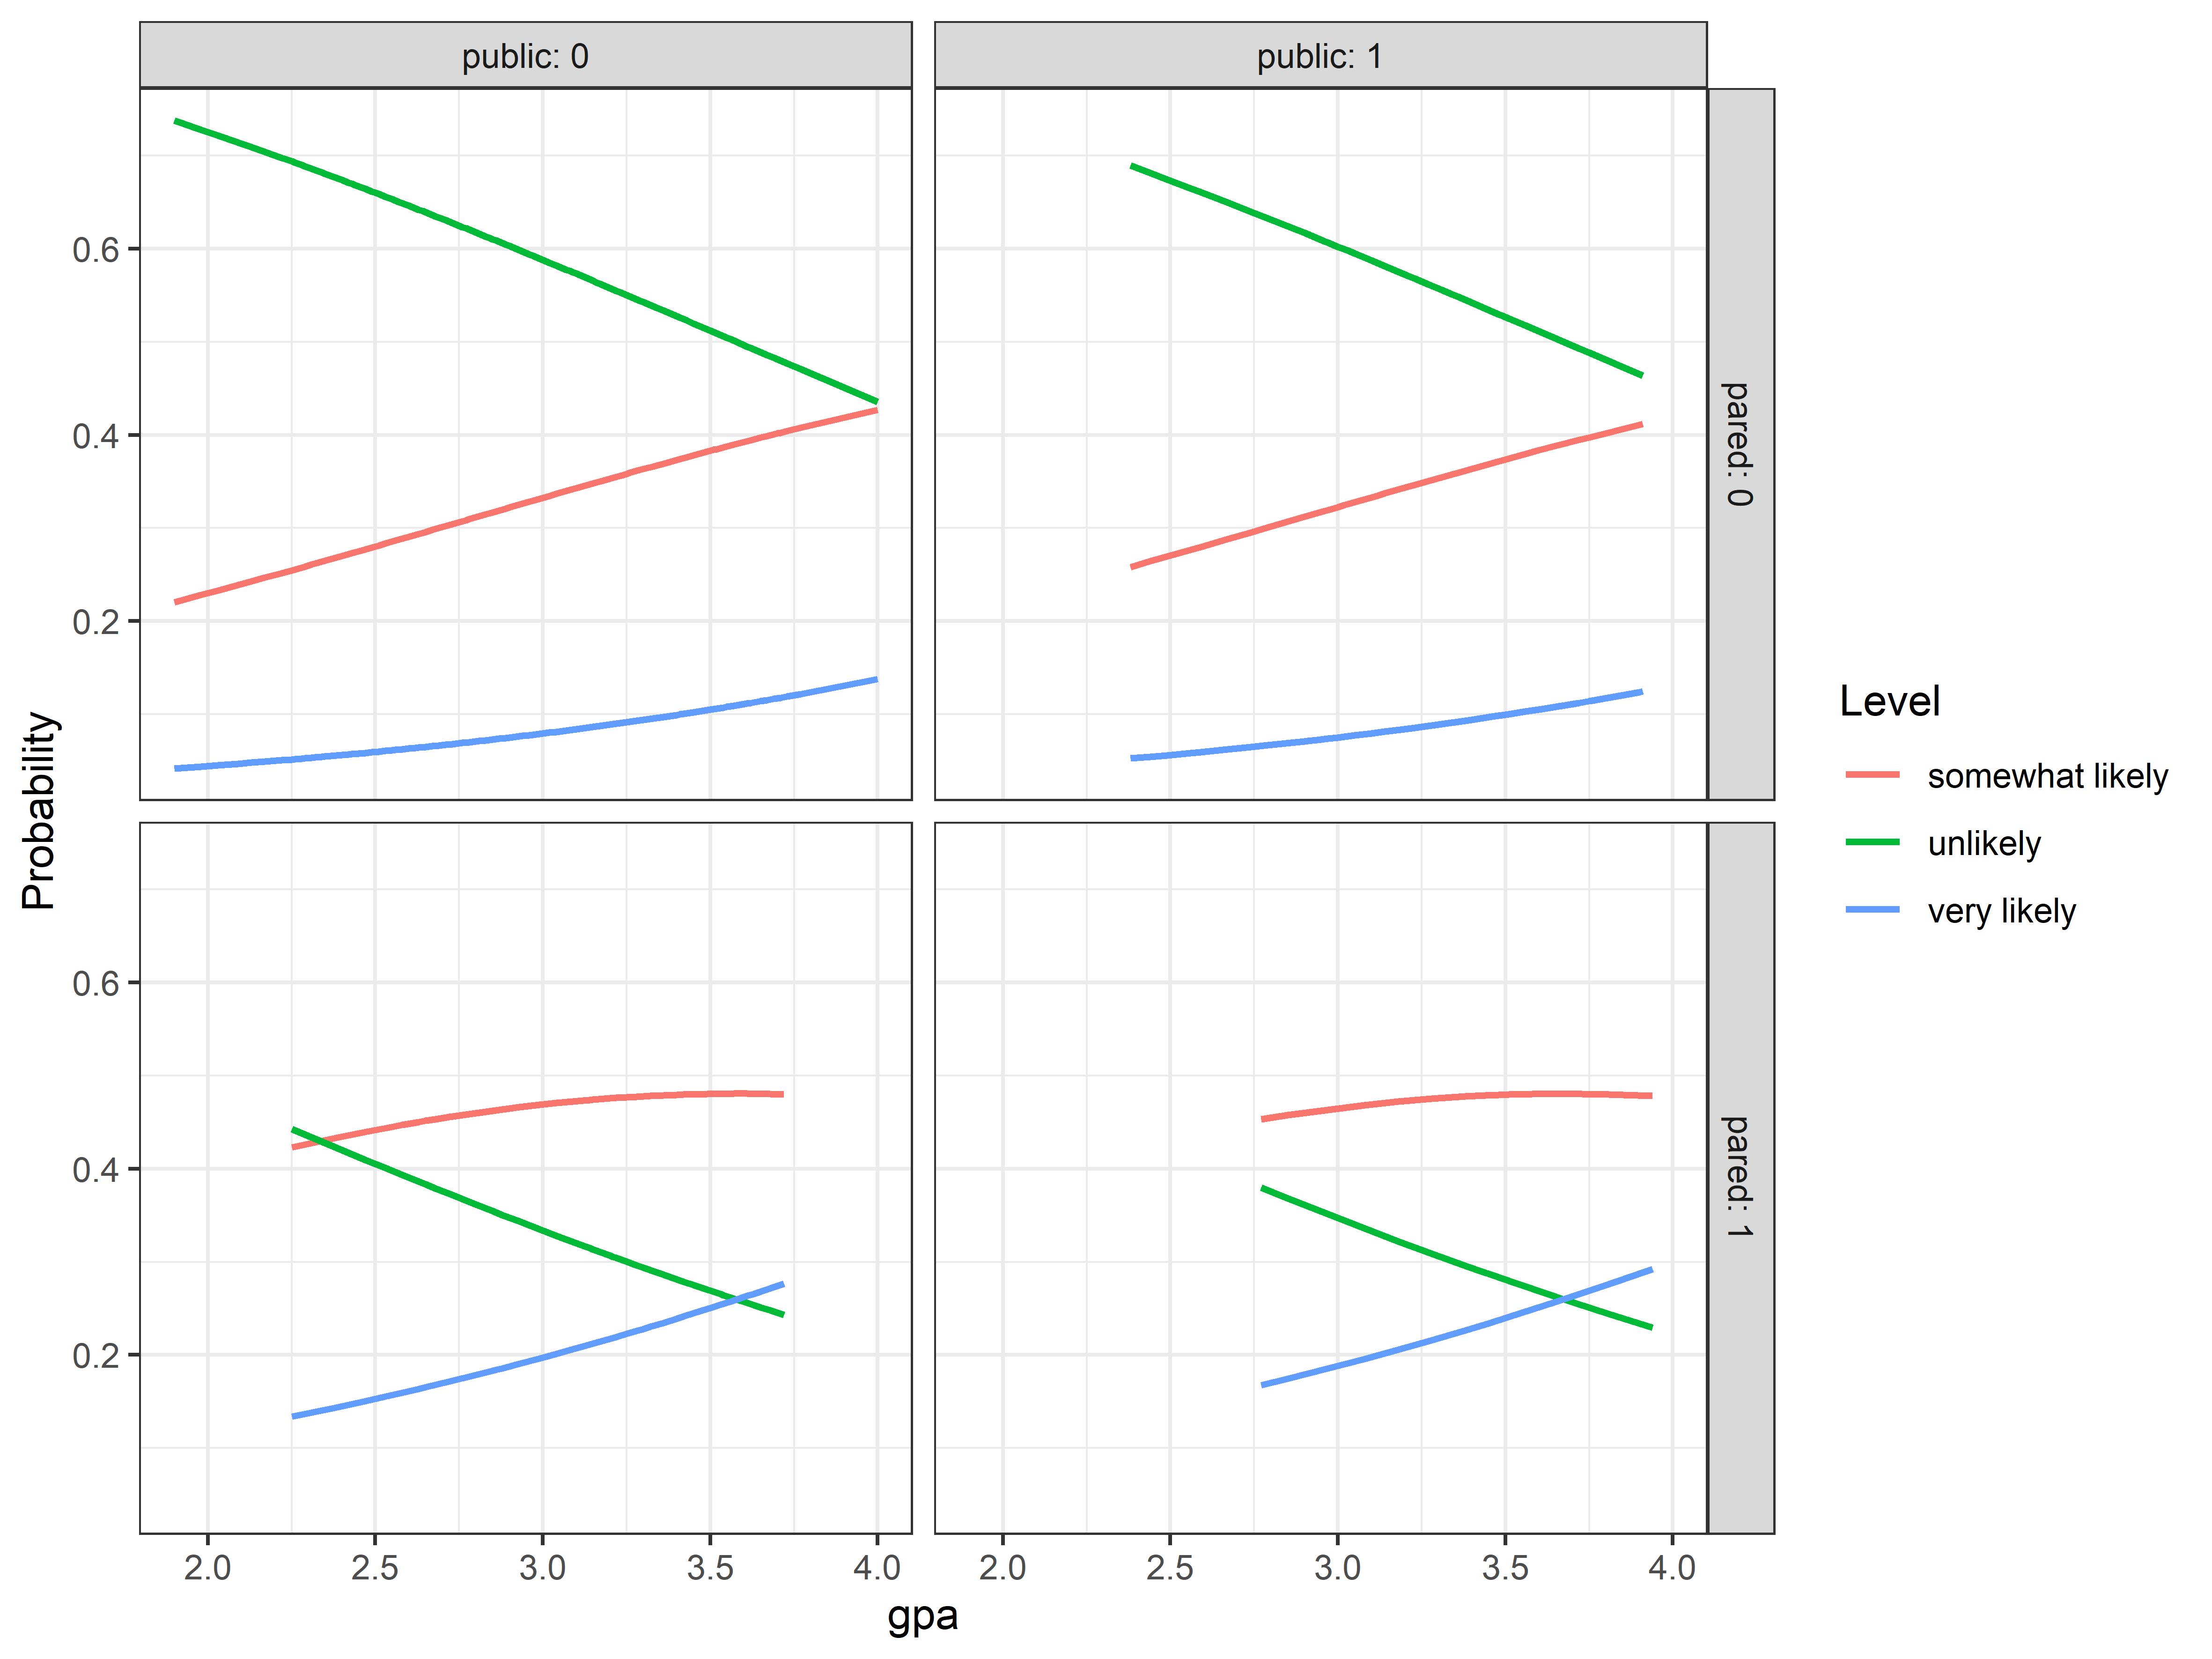 public: 0
public: 1
0.6
0.4
0.2
pared: 0
Probability
Level
somewhat likely
unlikely
very likely
0.6
0.4
0.2
pared: 1
2.0 2.5 3.0 3.5 4.0
2.0 2.5 3.0 3.5 4.0
gpa